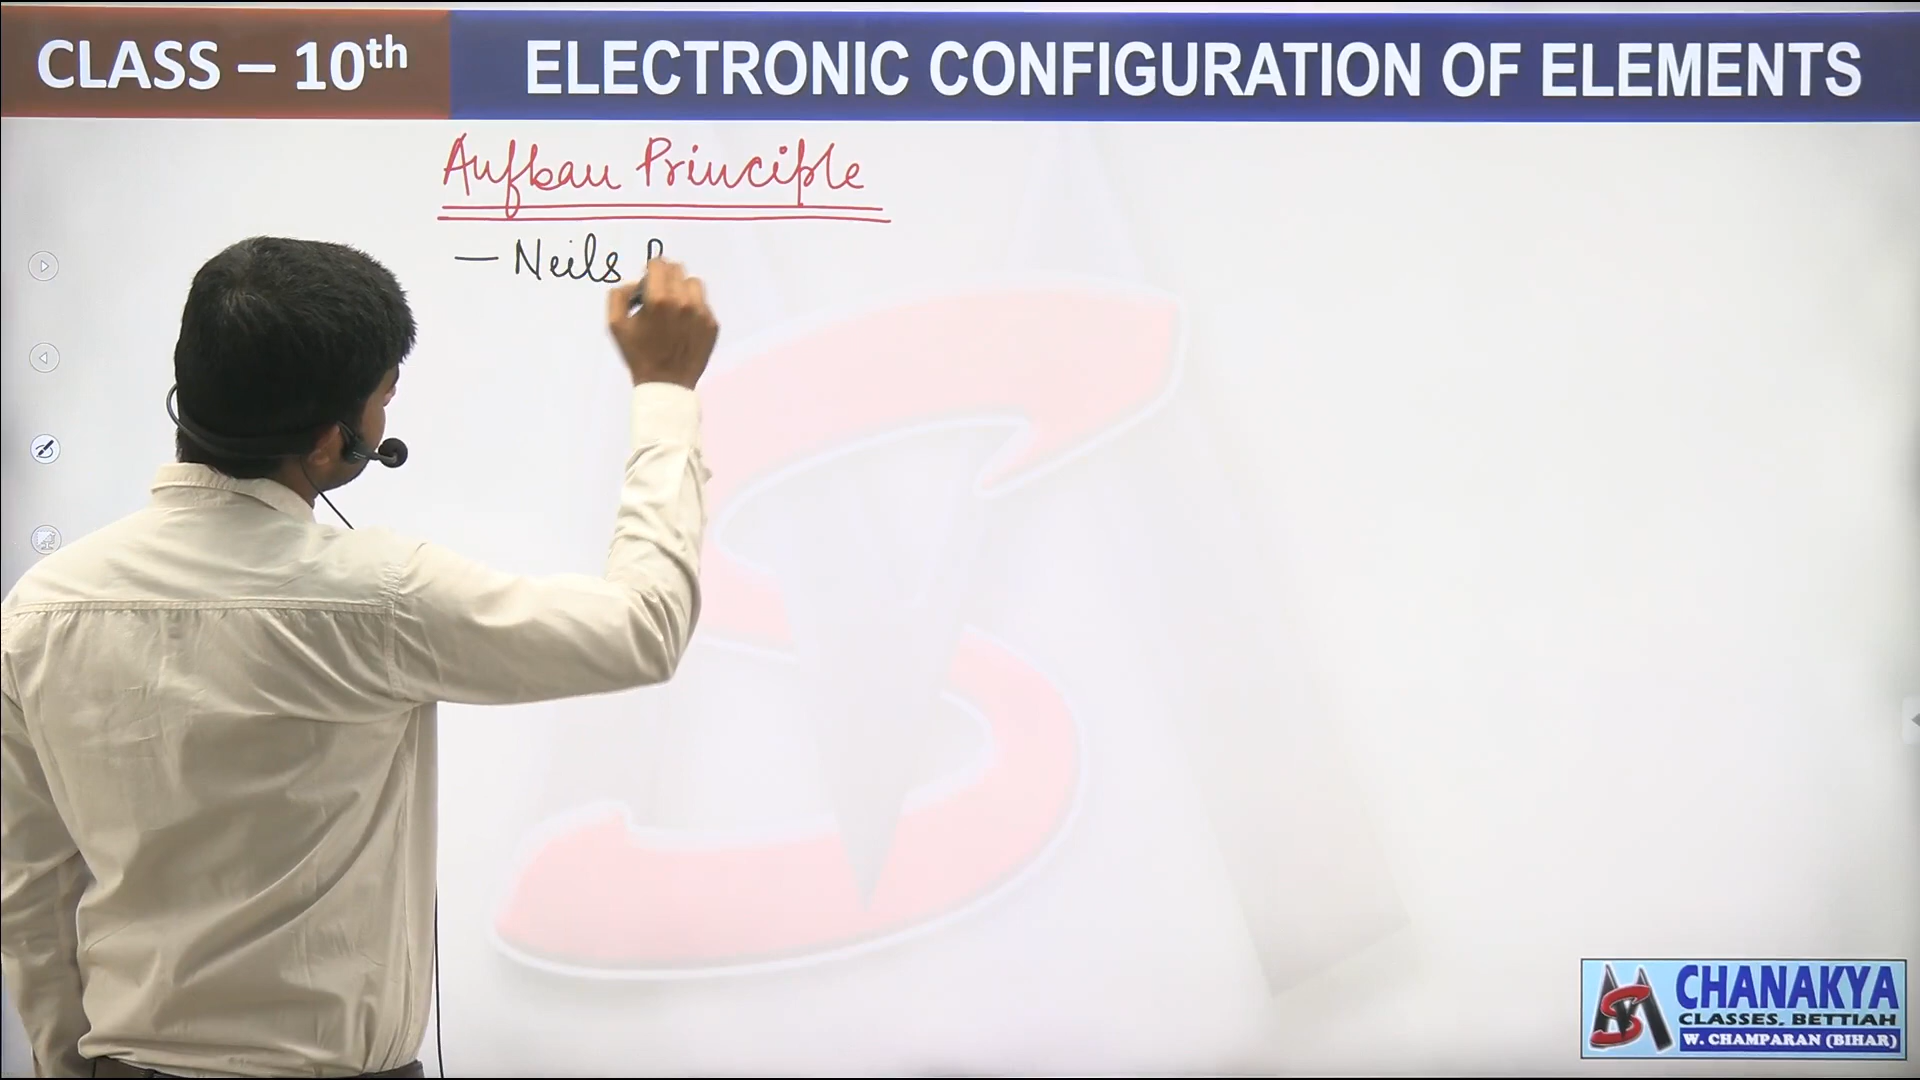 CLASS – 10th
ELECTRONIC CONFIGURATION OF ELEMENTS
Aufbau Principle
– Neils B
CHANAKYA
CLASSES, BETTIAH
W. CHAMPARAN (BIHAR)